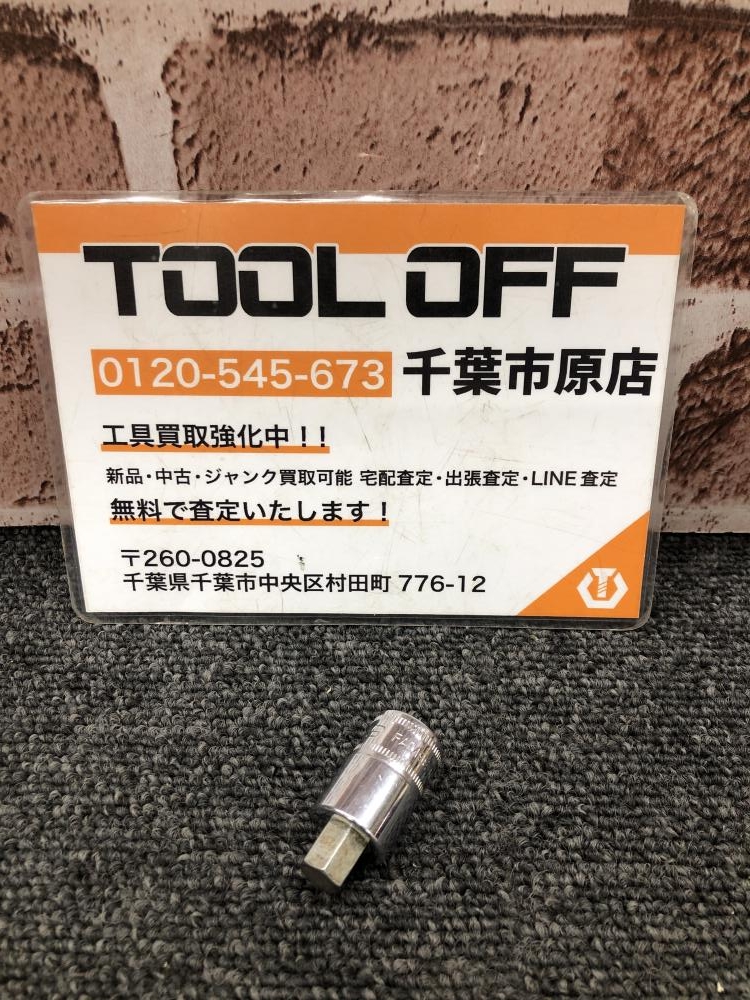 TOOL OFF
0120-545-673 千葉市原店
工具買取強化中！！
新品・中古・ジャンク買取可能 宅配査定・出張査定・LINE査定
無料で査定いたします！
〒260-0825
千葉県千葉市中央区村田町 776-12